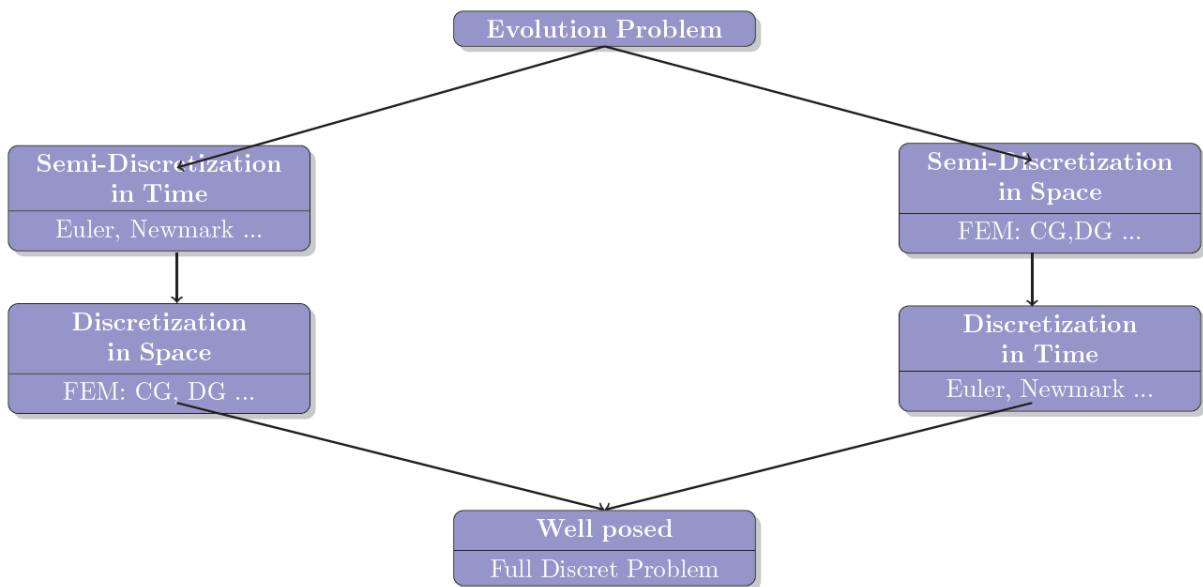 Evolution Problem
Semi-Discretization
in Time
Euler, Newmark ...
Semi-Discretization
in Space
FEM: CG,DG ...
Discretization
in Space
FEM: CG, DG ...
Discretization
in Time
Euler, Newmark ...
Well posed
Full Discret Problem